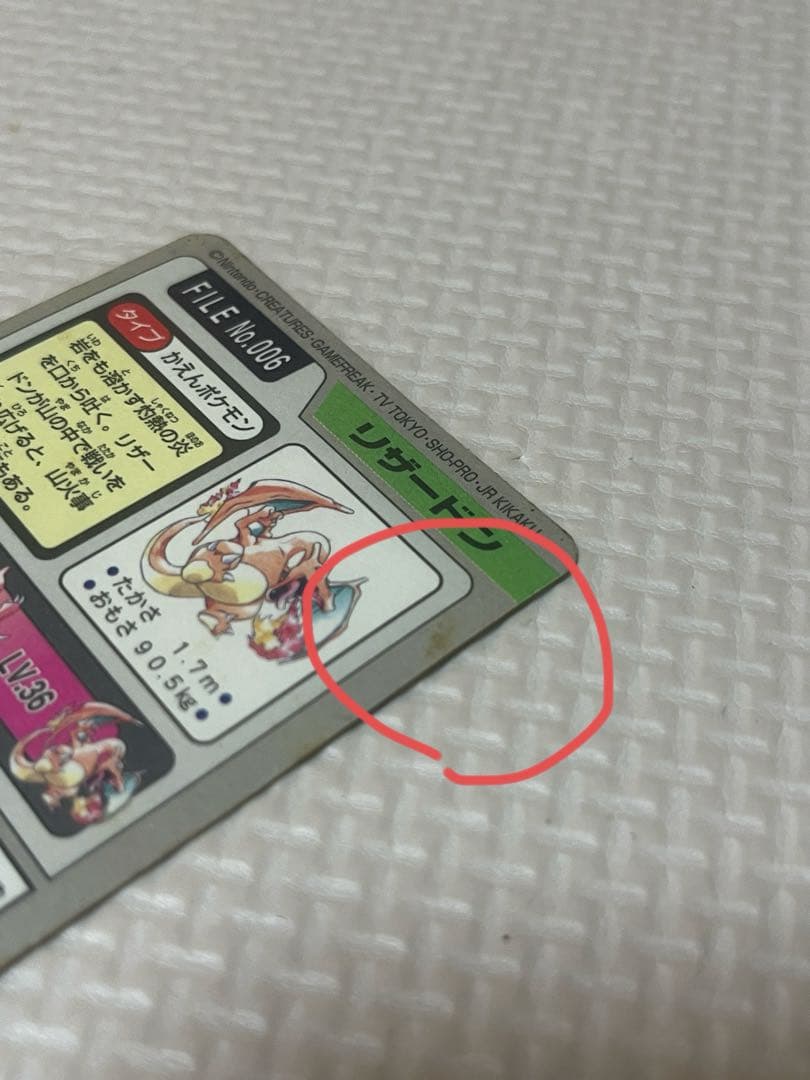 ©Nintendo・CREATURES・GAMEFREAK・TV TOKYO・SHO-PRO・JR KIKAKU
FILE No.006
リザードン
タイプ
かえんポケモン
岩をも溶かす灼熱の炎
を口から吐く。リザー
ドンが山の中で戦いを
広げると、山火事
もある。
たかさ 1.7m
おもさ 90.5kg
LV.36